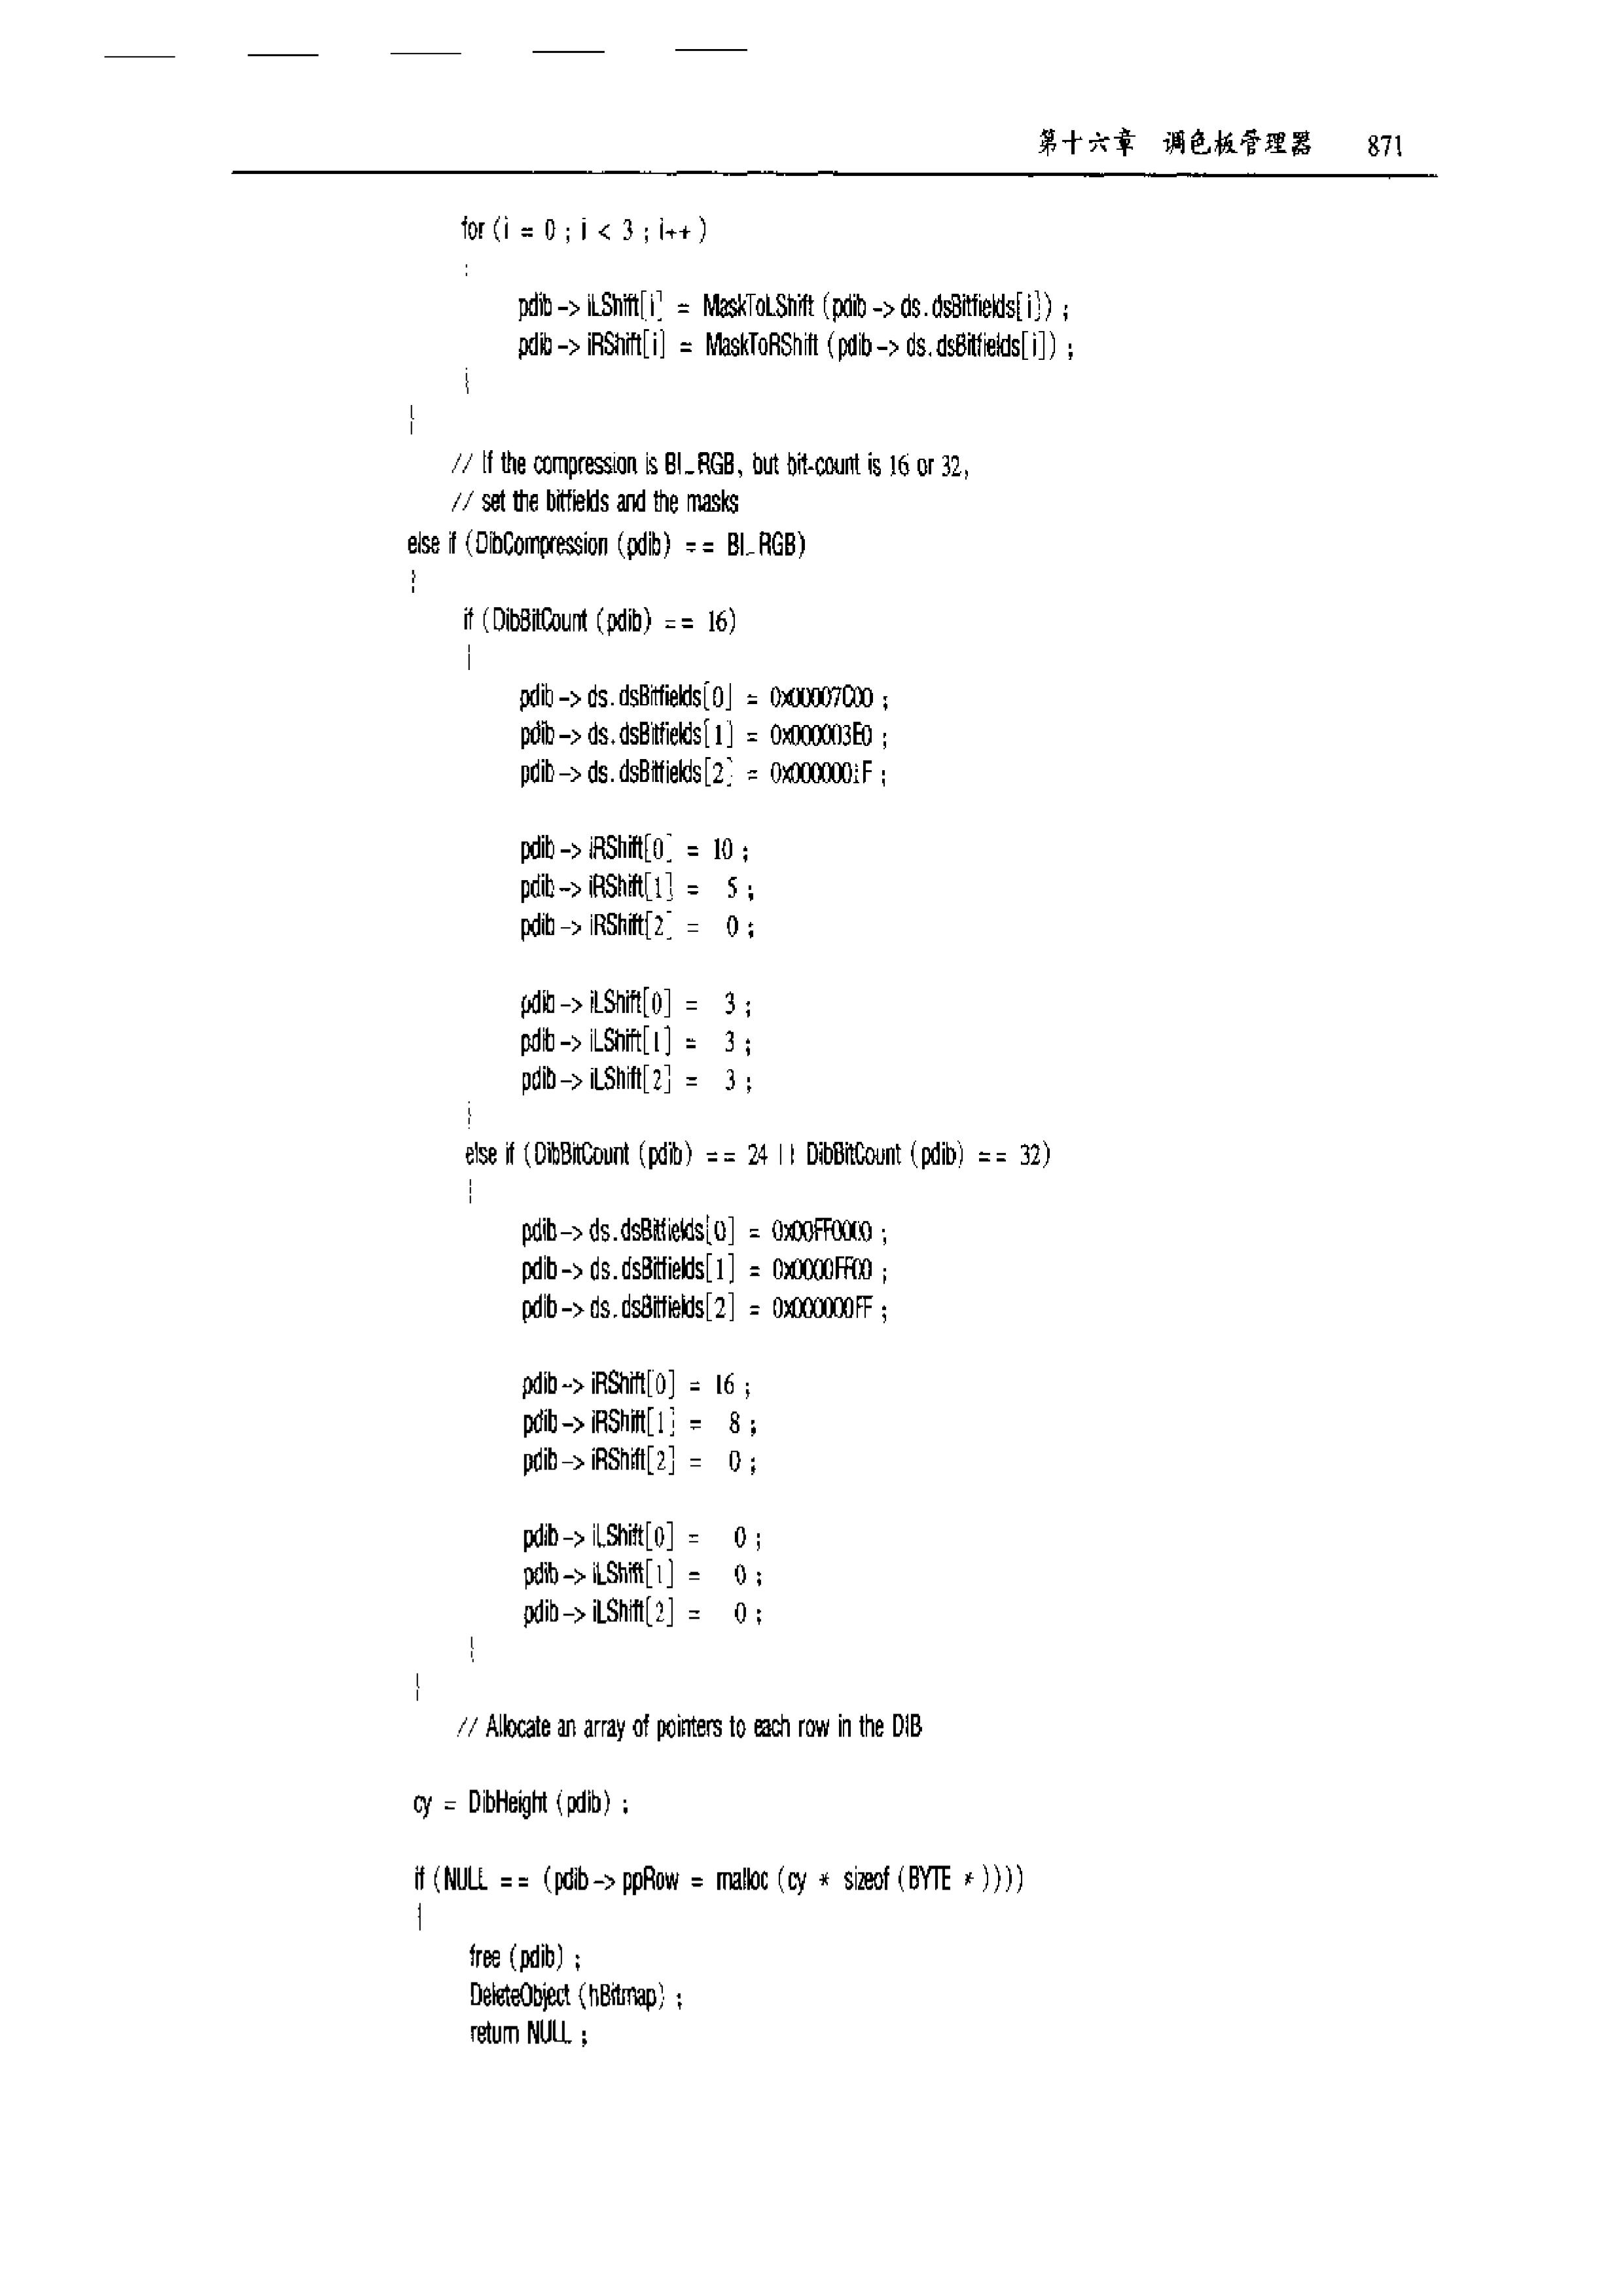 第十六章 调色板管理器 871
for (i = 0 ; i < 3 ; i++ )
{
pdib -> iLShift[i] = MaskToLShift (pdib -> ds.dsBitfields[i]) ;
pdib -> iRShift[i] = MaskToRShift (pdib -> ds.dsBitfields[i]) ;
}
}
// If the compression is BI_RGB, but bit-count is 16 or 32,
// set the bitfields and the masks
else if (DibCompression (pdib) == BI_RGB)
{
if (DibBitCount (pdib) == 16)
{
pdib -> ds.dsBitfields[0] = 0x00007C00 ;
pdib -> ds.dsBitfields[1] = 0x000003E0 ;
pdib -> ds.dsBitfields[2] = 0x0000001F ;
pdib -> iRShift[0] = 10 ;
pdib -> iRShift[1] = 5 ;
pdib -> iRShift[2] = 0 ;
pdib -> iLShift[0] = 3 ;
pdib -> iLShift[1] = 3 ;
pdib -> iLShift[2] = 3 ;
}
else if (DibBitCount (pdib) == 24 || DibBitCount (pdib) == 32)
{
pdib -> ds.dsBitfields[0] = 0x00FF0000 ;
pdib -> ds.dsBitfields[1] = 0x0000FF00 ;
pdib -> ds.dsBitfields[2] = 0x000000FF ;
pdib -> iRShift[0] = 16 ;
pdib -> iRShift[1] = 8 ;
pdib -> iRShift[2] = 0 ;
pdib -> iLShift[0] = 0 ;
pdib -> iLShift[1] = 0 ;
pdib -> iLShift[2] = 0 ;
}
}
// Allocate an array of pointers to each row in the DIB
cy = DibHeight (pdib) ;
if (NULL == (pdib -> ppRow = malloc (cy * sizeof (BYTE * ))))
{
free (pdib) ;
DeleteObject (hBitmap) ;
return NULL ;